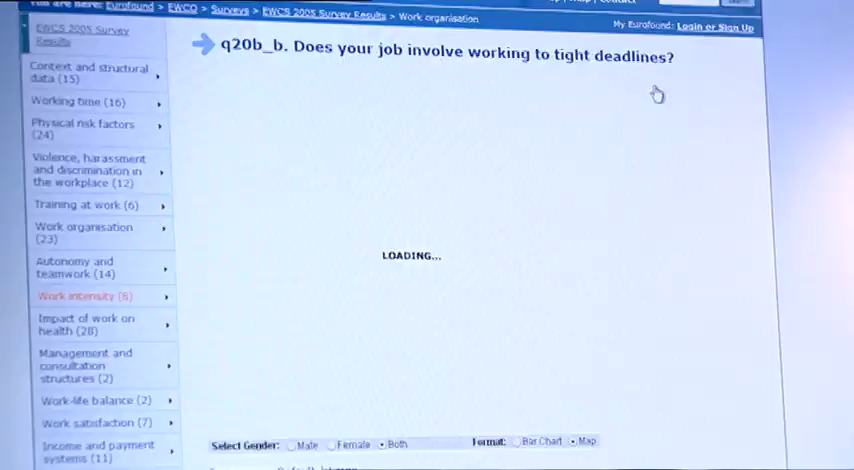 You are here: Eurofound > EWCO > Surveys > EWCS 2005 Survey Results > Work organisation
My Eurofound: Login or Sign Up
EWCS 2005 Survey
Results
q20b_b. Does your job involve working to tight deadlines?
Context and structural
data (15)
Working time (16)
Physical risk factors
(24)
Violence, harassment
and discrimination in
the workplace (12)
Training at work (6)
Work organisation
(23)
Autonomy and
teamwork (14)
Work intensity (8)
Impact of work on
health (28)
Management and
consultation
structures (2)
Work-life balance (2)
Work satisfaction (7)
Income and payment
systems (11)
LOADING...
Select Gender: Male Female Both
Format: Bar Chart Map